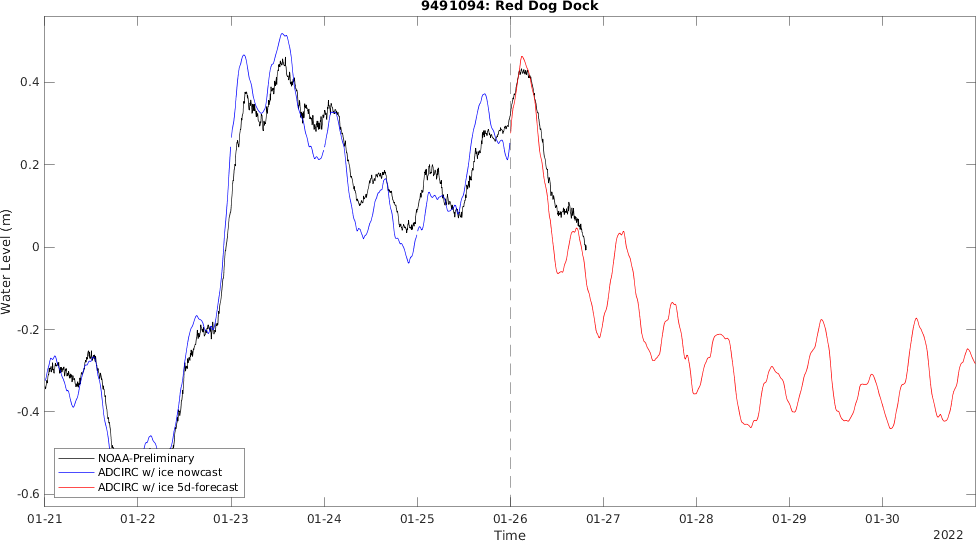 9491094: Red Dog Dock
Water Level (m)
0.4
0.2
0
-0.2
-0.4
-0.6
NOAA-Preliminary
ADCIRC w/ ice nowcast
ADCIRC w/ ice 5d-forecast
01-21 01-22 01-23 01-24 01-25 01-26 01-27 01-28 01-29 01-30
Time
2022